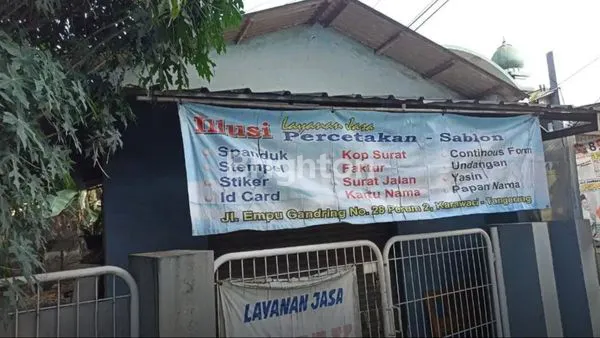 Illusi Layanan Jasa
Percetakan - Sablon
Spanduk
Stempel
Stiker
Id Card
Kop Surat
Faktur
Surat Jalan
Kartu Nama
Continous Form
Undangan
Yasin
Papan Nama
Jl. Empu Gandring No. 28 Perum 2, Karawaci - Tangerang
LAYANAN JASA